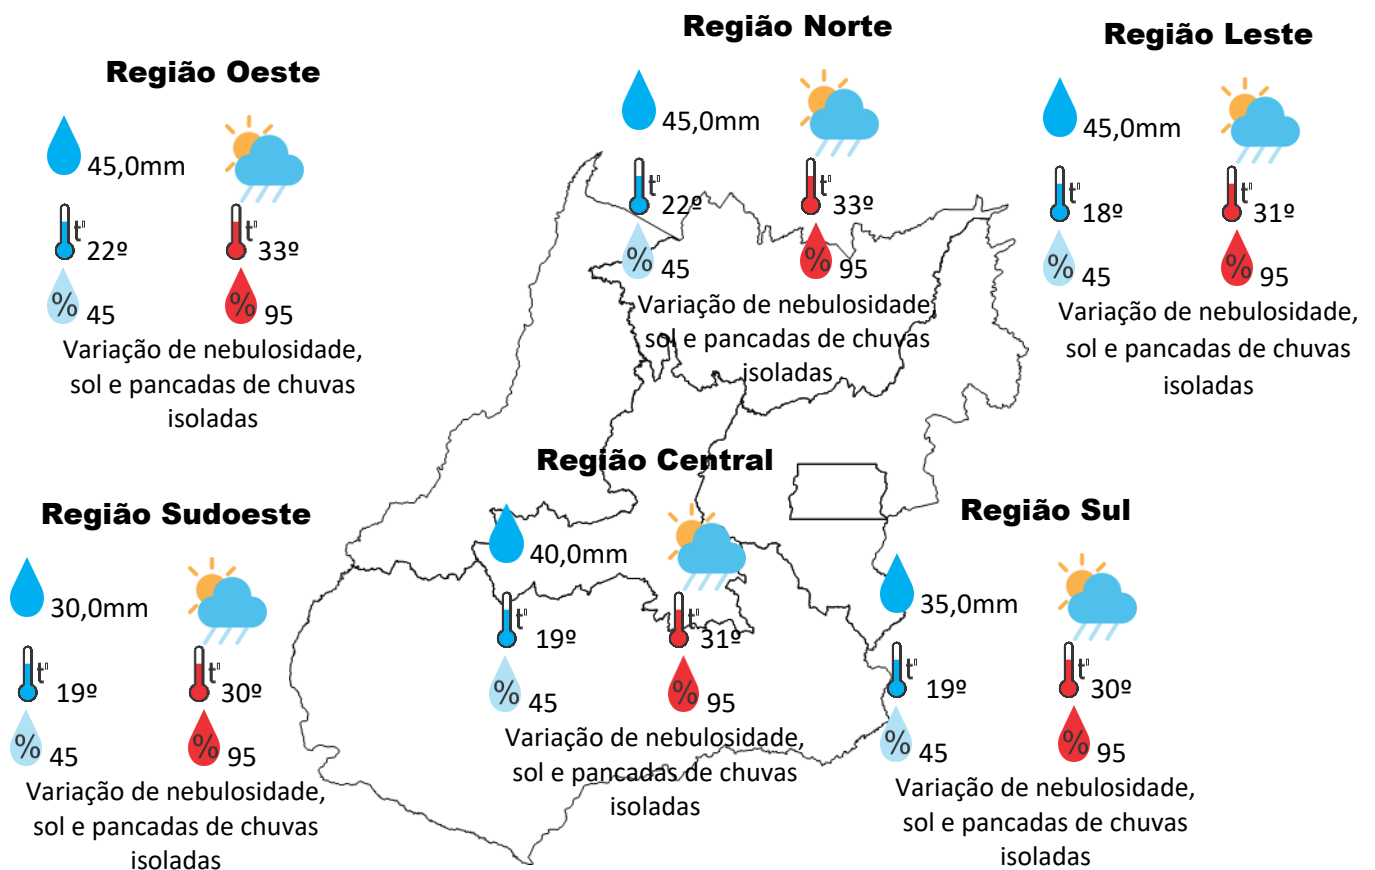 Região Oeste
45,0mm
t°
22º
t°
33º
%
45
%
95
Variação de nebulosidade,
sol e pancadas de chuvas
isoladas
Região Norte
45,0mm
t°
22º
t°
33º
%
45
%
95
Variação de nebulosidade,
sol e pancadas de chuvas
isoladas
Região Leste
45,0mm
t°
18º
t°
31º
%
45
%
95
Variação de nebulosidade,
sol e pancadas de chuvas
isoladas
Região Sudoeste
30,0mm
t°
19º
t°
30º
%
45
%
95
Variação de nebulosidade,
sol e pancadas de chuvas
isoladas
Região Central
40,0mm
t°
19º
t°
31º
%
45
%
95
Variação de nebulosidade,
sol e pancadas de chuvas
isoladas
Região Sul
35,0mm
t°
19º
t°
30º
%
45
%
95
Variação de nebulosidade,
sol e pancadas de chuvas
isoladas